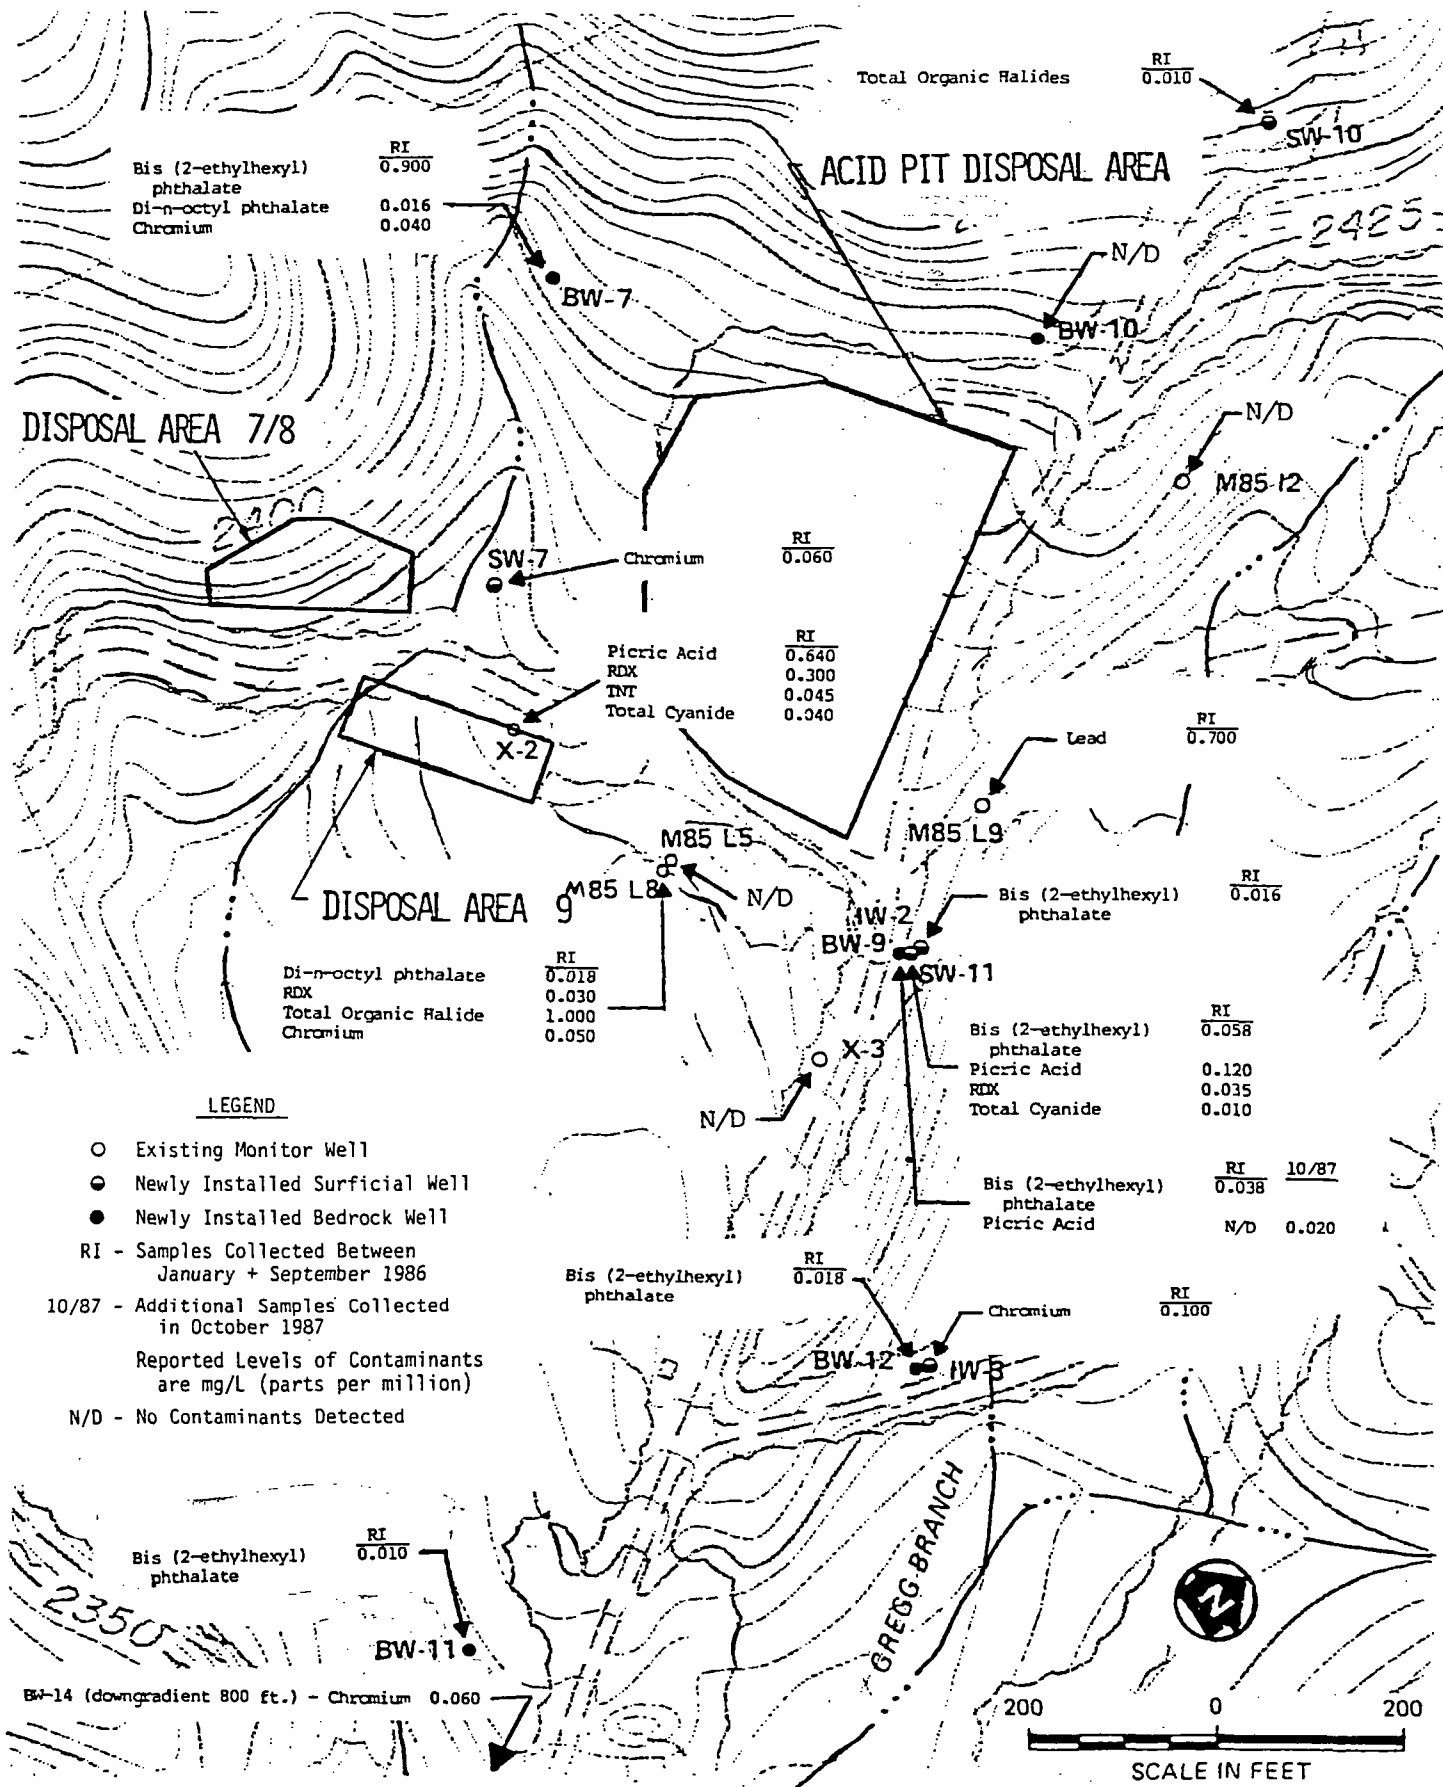 Total Organic Halides
RI
0.010
SW-10
ACID PIT DISPOSAL AREA
2425
RI
Bis (2-ethylhexyl) 0.900
phthalate
Di-n-octyl phthalate 0.016
Chromium 0.040
BW-7
N/D
BW-10
N/D
M85 I2
DISPOSAL AREA 7/8
2400
SW-7
RI
Chromium 0.060
RI
Picric Acid 0.640
RDX 0.300
TNT 0.045
Total Cyanide 0.040
X-2
RI
Lead 0.700
M85 L9
M85 L5
M85 L8
N/D
DISPOSAL AREA 9
RI
Bis (2-ethylhexyl) 0.016
phthalate
IW-2
BW-9
SW-11
RI
Di-n-octyl phthalate 0.018
RDX 0.030
Total Organic Halide 1.000
Chromium 0.050
RI
Bis (2-ethylhexyl) 0.058
phthalate
Picric Acid 0.120
RDX 0.035
Total Cyanide 0.010
X-3
N/D
RI 10/87
Bis (2-ethylhexyl) 0.038
phthalate
Picric Acid N/D 0.020
LEGEND
Existing Monitor Well
Newly Installed Surficial Well
Newly Installed Bedrock Well
RI - Samples Collected Between
January + September 1986
10/87 - Additional Samples Collected
in October 1987
Reported Levels of Contaminants
are mg/L (parts per million)
N/D - No Contaminants Detected
RI
Bis (2-ethylhexyl) 0.018
phthalate
RI
Chromium 0.100
BW-12
IW-3
GREGG BRANCH
RI
Bis (2-ethylhexyl) 0.010
phthalate
2350
BW-11
BW-14 (downgradient 800 ft.) - Chromium 0.060
N
200 0 200
SCALE IN FEET